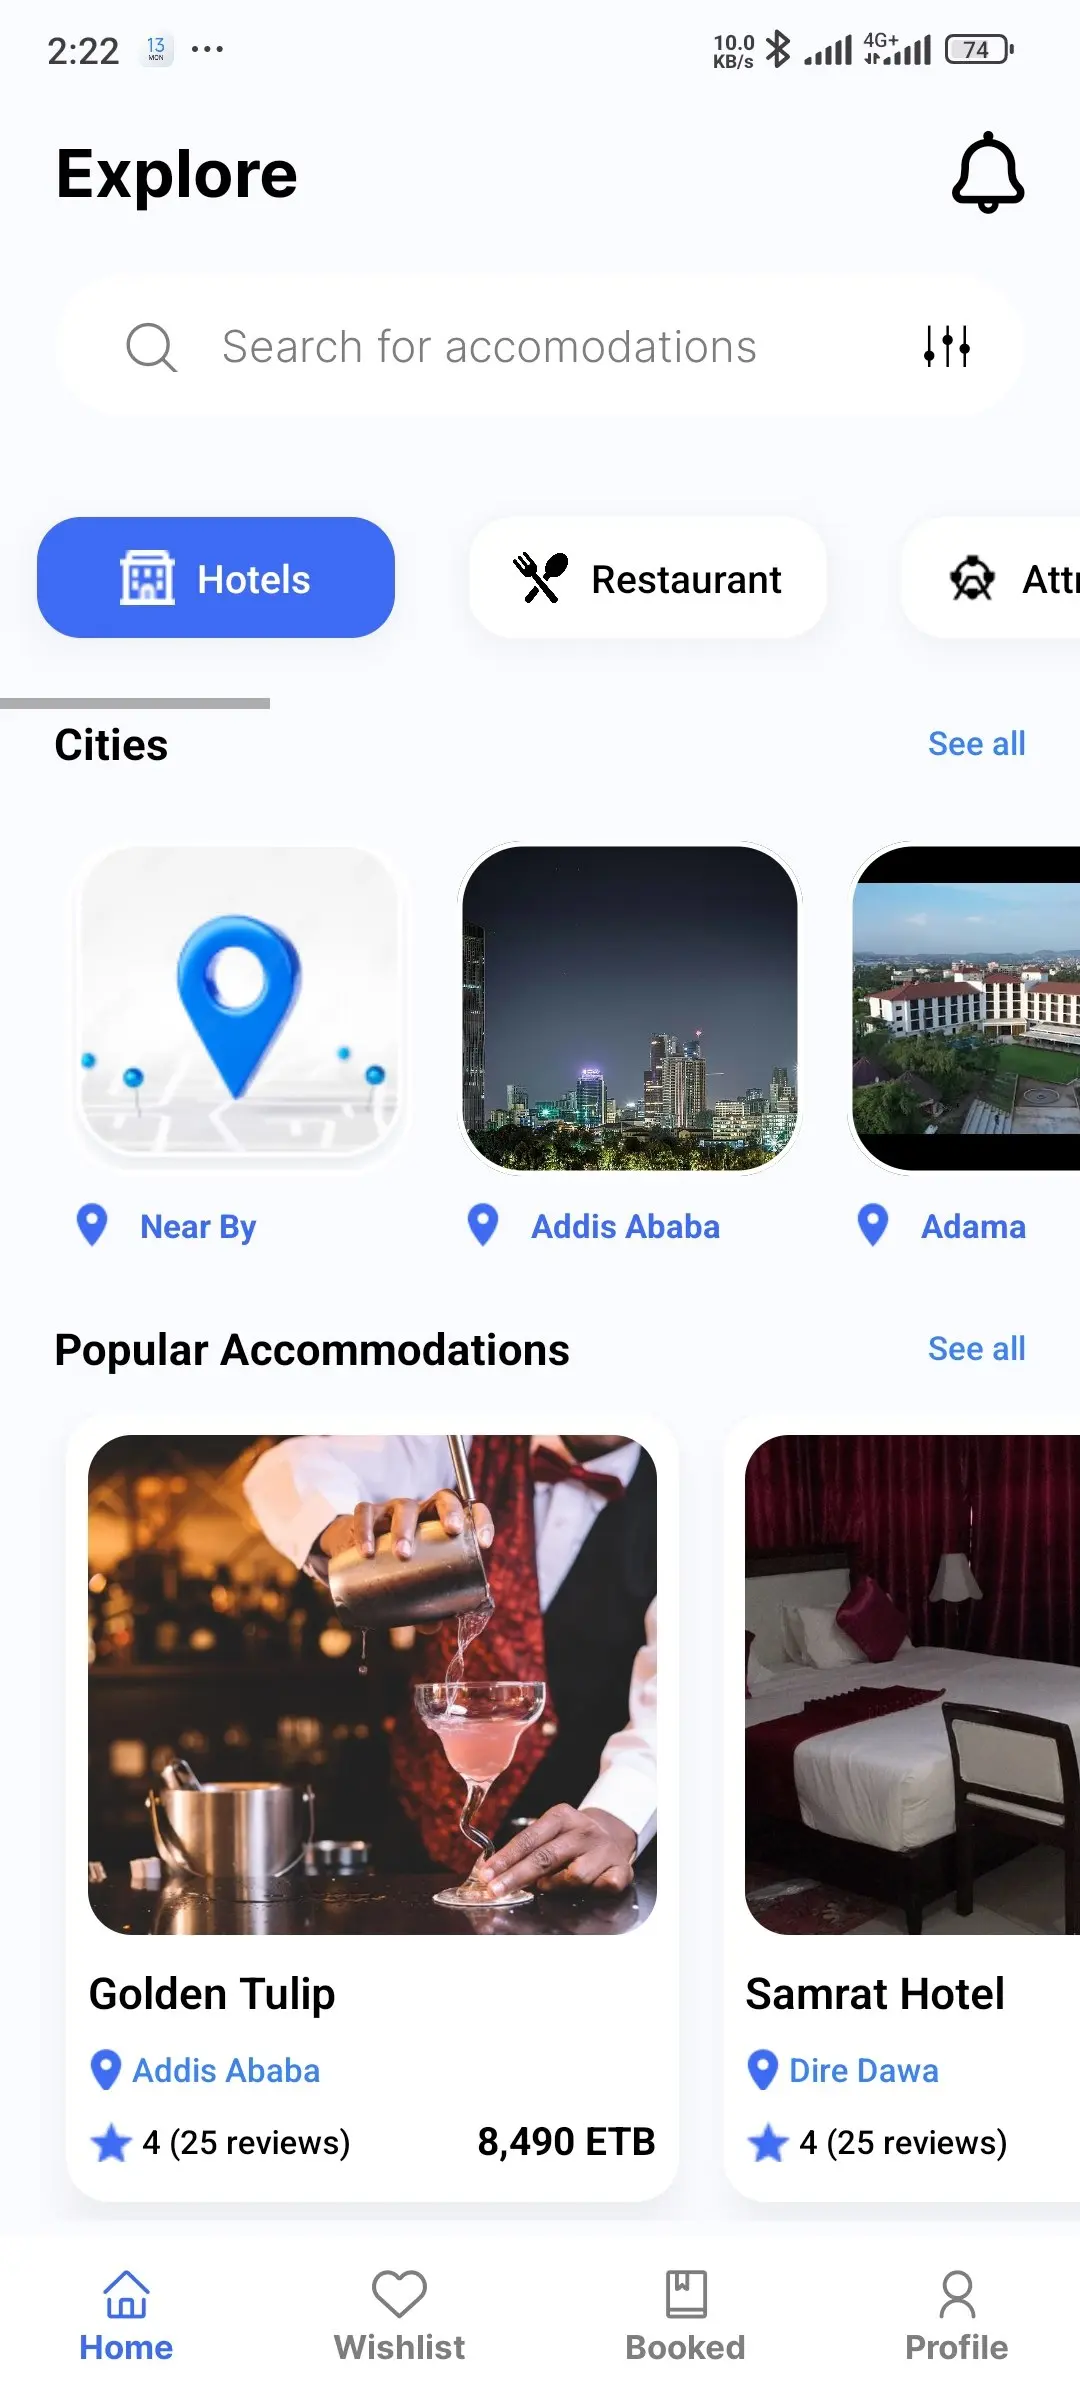 2:22 13 MON ... 10.0 KB/s 4G+ 74
Explore
Search for accomodations
Hotels Restaurant Attr
Cities See all
Near By Addis Ababa Adama
Popular Accommodations See all
Golden Tulip Samrat Hotel
Addis Ababa Dire Dawa
4 (25 reviews) 8,490 ETB 4 (25 reviews)
Home Wishlist Booked Profile